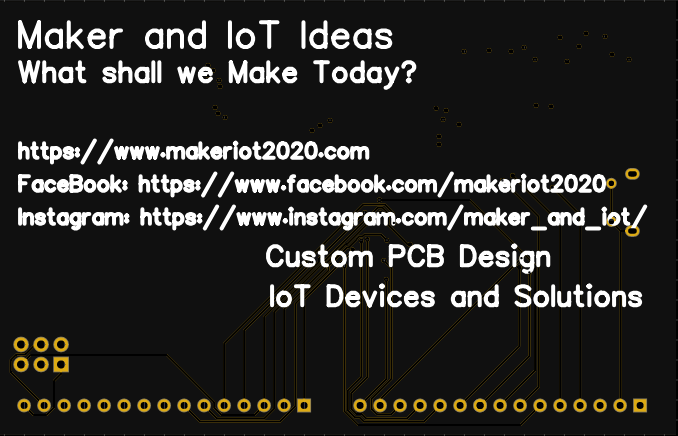 Maker and IoT Ideas
What shall we Make Today?
https://www.makeriot2020.com
FaceBook: https://www.facebook.com/makeriot2020
Instagram: https://www.instagram.com/maker_and_iot/
Custom PCB Design
IoT Devices and Solutions